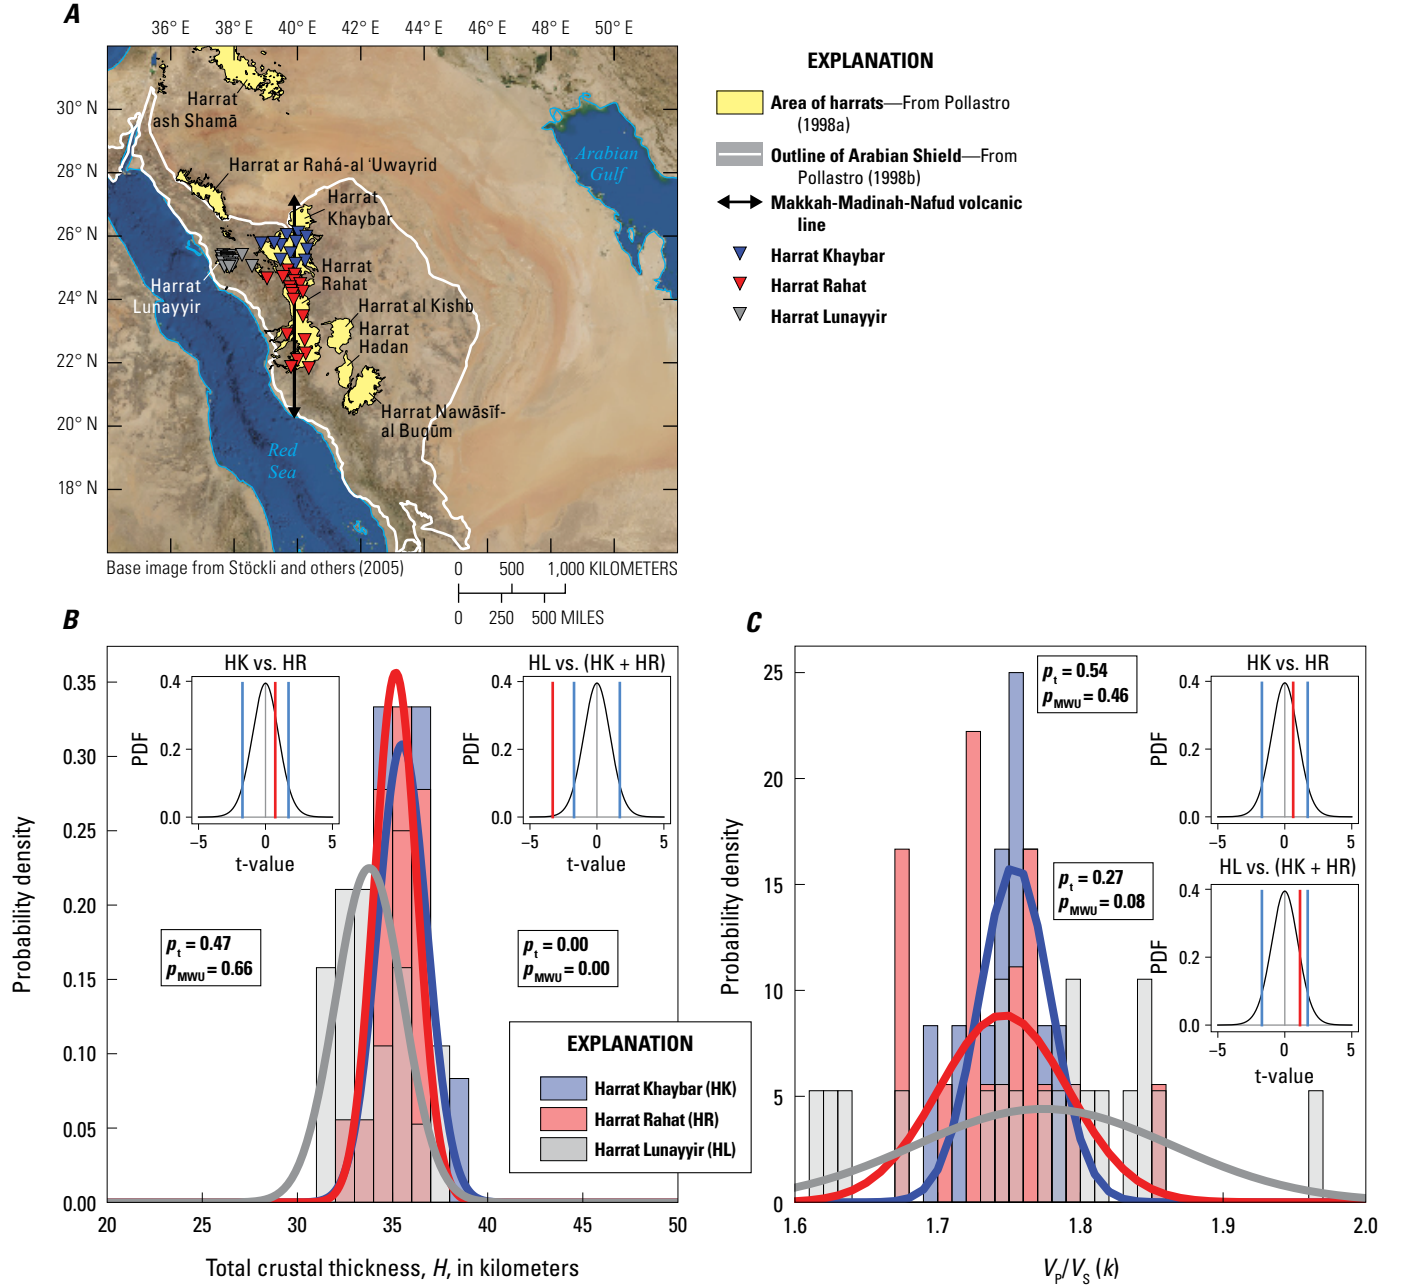 A
36° E 38° E 40° E 42° E 44° E 46° E 48° E 50° E
30° N
28° N
26° N
24° N
22° N
20° N
18° N
Harrat
ash Shamā
Harrat ar Rahá-al ‘Uwayrid
Harrat
Khaybar
Harrat
Lunayyir
Harrat
Rahat
Harrat al Kishb
Harrat
Hadan
Harrat Nawāsīf-
al Buqūm
Red
Sea
Arabian
Gulf
Base image from Stöckli and others (2005)
0 500 1,000 KILOMETERS
0 250 500 MILES
EXPLANATION
Area of harrats—From Pollastro
(1998a)
Outline of Arabian Shield—From
Pollastro (1998b)
Makkah-Madinah-Nafud volcanic
line
Harrat Khaybar
Harrat Rahat
Harrat Lunayyir
B
Probability density
0.35
0.30
0.25
0.20
0.15
0.10
0.05
0.00
20 25 30 35 40 45 50
Total crustal thickness, H, in kilometers
HK vs. HR
PDF
0.4
0.2
0.0
−5 0 5
t-value
HL vs. (HK + HR)
PDF
0.4
0.2
0.0
−5 0 5
t-value
pt = 0.47
pMWU = 0.66
pt = 0.00
pMWU = 0.00
EXPLANATION
Harrat Khaybar (HK)
Harrat Rahat (HR)
Harrat Lunayyir (HL)
C
Probability density
25
20
15
10
5
0
1.6 1.7 1.8 1.9 2.0
VP/VS (k)
pt = 0.54
pMWU = 0.46
pt = 0.27
pMWU = 0.08
HK vs. HR
PDF
0.4
0.2
0.0
−5 0 5
HL vs. (HK + HR)
PDF
0.4
0.2
0.0
−5 0 5
t-value